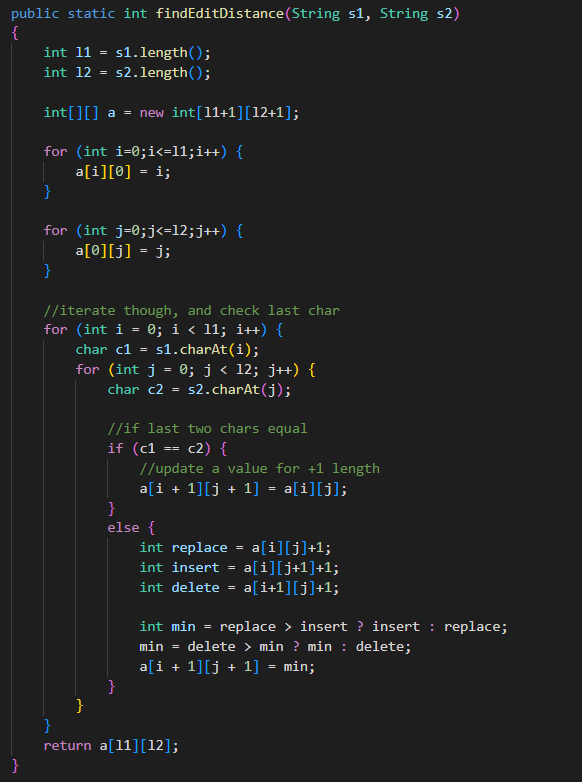 public static int findEditDistance(String s1, String s2)
{
    int l1 = s1.length();
    int l2 = s2.length();

    int[][] a = new int[l1+1][l2+1];

    for (int i=0;i<=l1;i++) {
        a[i][0] = i;
    }

    for (int j=0;j<=l2;j++) {
        a[0][j] = j;
    }

    //iterate though, and check last char
    for (int i = 0; i < l1; i++) {
        char c1 = s1.charAt(i);
        for (int j = 0; j < l2; j++) {
            char c2 = s2.charAt(j);

            //if last two chars equal
            if (c1 == c2) {
                //update a value for +1 length
                a[i + 1][j + 1] = a[i][j];
            }
            else {
                int replace = a[i][j]+1;
                int insert = a[i][j+1]+1;
                int delete = a[i+1][j]+1;

                int min = replace > insert ? insert : replace;
                min = delete > min ? min : delete;
                a[i + 1][j + 1] = min;
            }
        }
    }
    return a[l1][l2];
}